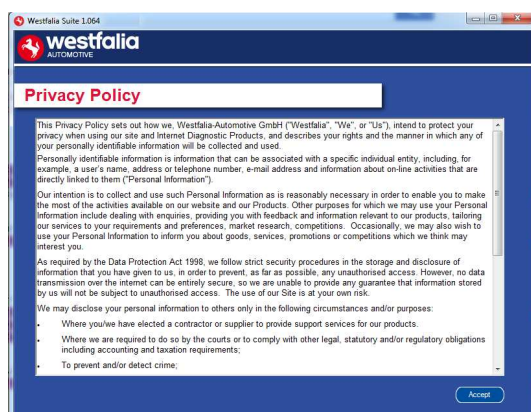 Westfalia Suite 1.064
westfalia
AUTOMOTIVE
Privacy Policy
This Privacy Policy sets out how we, Westfalia-Automotive GmbH ("Westfalia", "We", or "Us"), intend to protect your
privacy when using our site and Internet Diagnostic Products, and describes your rights and the manner in which any of
your personally identifiable information will be collected and used.
Personally identifiable information is information that can be associated with a specific individual entity, including, for
example, a user's name, address or telephone number, e-mail address and information about on-line activities that are
directly linked to them ("Personal Information").
Our intention is to collect and use such Personal Information as is reasonably necessary in order to enable you to make
the most of the activities available on our website and our Products. Other purposes for which we may use your Personal
Information include dealing with enquiries, providing you with feedback and information relevant to our products, tailoring
our services to your requirements and preferences, market research, competitions. Occasionally, we may also wish to
use your Personal Information to inform you about goods, services, promotions or competitions which we think may
interest you.
As required by the Data Protection Act 1998, we follow strict security procedures in the storage and disclosure of
information that you have given to us, in order to prevent, as far as possible, any unauthorised access. However, no data
transmission over the internet can be entirely secure, so we are unable to provide any guarantee that information stored
by us will not be subject to unauthorised access. The use of our Site is at your own risk.
We may disclose your personal information to others only in the following circumstances and/or purposes:
• Where you/we have elected a contractor or supplier to provide support services for our products.
• Where we are required to do so by the courts or to comply with other legal, statutory and/or regulatory obligations
including accounting and taxation requirements;
• To prevent and/or detect crime;
Accept